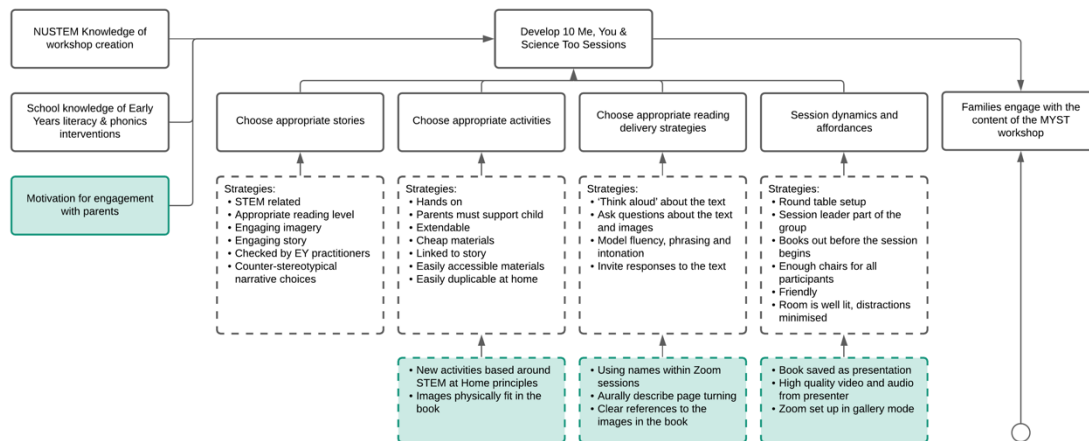 NUSTEM Knowledge of
workshop creation
Develop 10 Me, You &
Science Too Sessions
School knowledge of Early
Years literacy & phonics
interventions
Choose appropriate stories
Choose appropriate activities
Choose appropriate reading
delivery strategies
Session dynamics and
affordances
Families engage with the
content of the MYST
workshop
Motivation for engagement
with parents
Strategies:
• STEM related
• Appropriate reading level
• Engaging imagery
• Engaging story
• Checked by EY practitioners
• Counter-stereotypical
narrative choices
Strategies:
• Hands on
• Parents must support child
• Extendable
• Cheap materials
• Linked to story
• Easily accessible materials
• Easily duplicable at home
Strategies:
• ‘Think aloud’ about the text
• Ask questions about the text
and images
• Model fluency, phrasing and
intonation
• Invite responses to the text
Strategies:
• Round table setup
• Session leader part of the
group
• Books out before the session
begins
• Enough chairs for all
participants
• Friendly
• Room is well lit, distractions
minimised
• New activities based around
STEM at Home principles
• Images physically fit in the
book
• Using names within Zoom
sessions
• Aurally describe page turning
• Clear references to the
images in the book
• Book saved as presentation
• High quality video and audio
from presenter
• Zoom set up in gallery mode